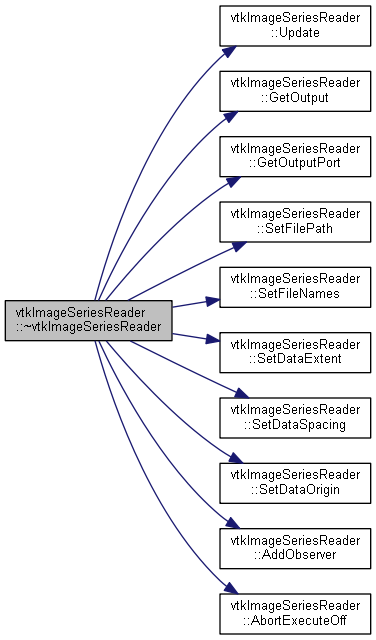 vtkImageSeriesReader
::Update
vtkImageSeriesReader
::GetOutput
vtkImageSeriesReader
::GetOutputPort
vtkImageSeriesReader
::SetFilePath
vtkImageSeriesReader
::SetFileNames
vtkImageSeriesReader
::~vtkImageSeriesReader
vtkImageSeriesReader
::SetDataExtent
vtkImageSeriesReader
::SetDataSpacing
vtkImageSeriesReader
::SetDataOrigin
vtkImageSeriesReader
::AddObserver
vtkImageSeriesReader
::AbortExecuteOff